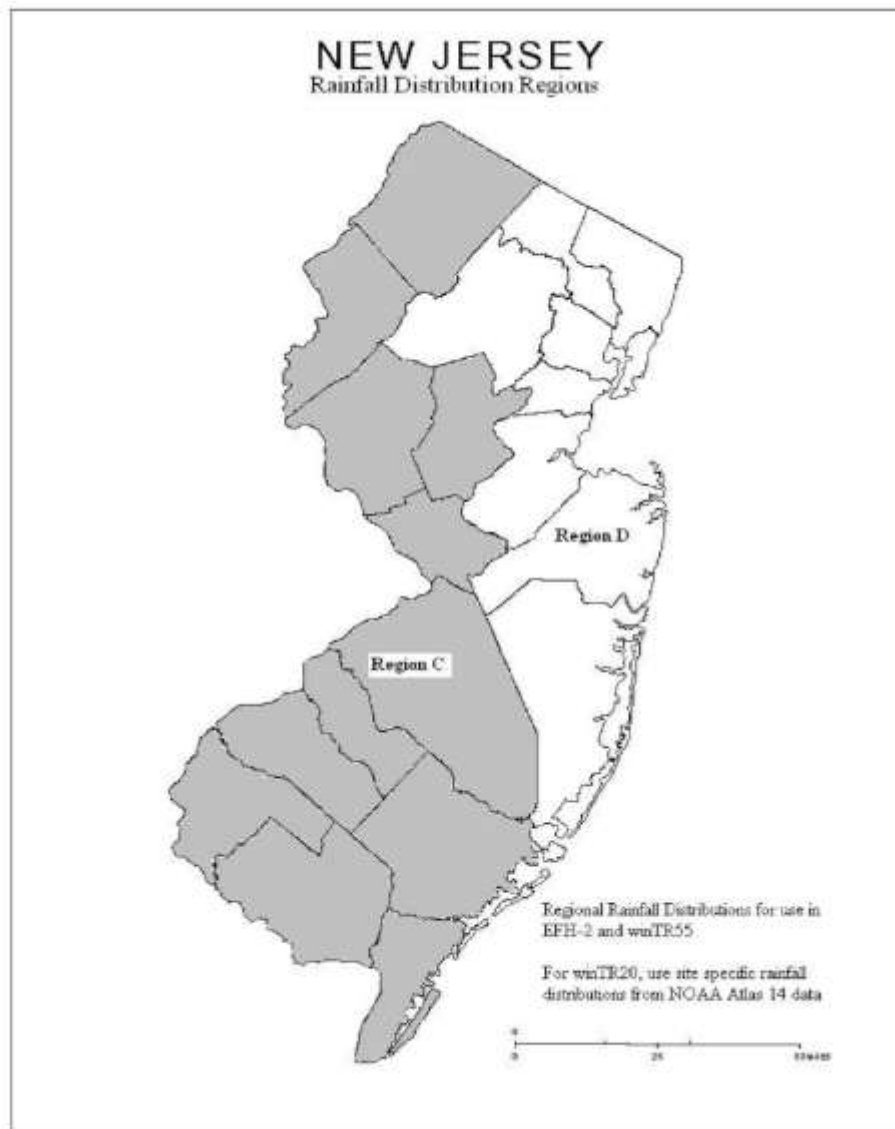 NEW JERSEY
Rainfall Distribution Regions
Region D
Region C
Regional Rainfall Distributions for use in
EFH-2 and winTR55
For winTR20, use site specific rainfall
distributions from NOAA Atlas 14 data
0
0 25